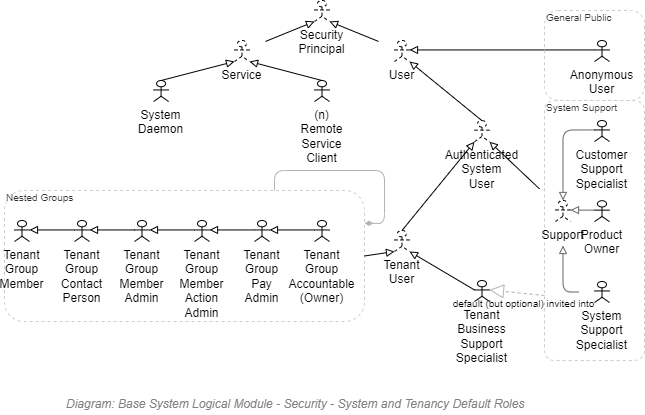 Security
Principal
General Public
Service
User
Anonymous
User
System
Daemon
(n)
Remote
Service
Client
System Support
Authenticated
System
User
Customer
Support
Specialist
Nested Groups
Support
Product
Owner
Tenant
Group
Member
Tenant
Group
Contact
Person
Tenant
Group
Member
Admin
Tenant
Group
Member
Action
Admin
Tenant
Group
Pay
Admin
Tenant
Group
Accountable
(Owner)
Tenant
User
default (but optional) invited into
Tenant
Business
Support
Specialist
System
Support
Specialist
Diagram: Base System Logical Module - Security - System and Tenancy Default Roles